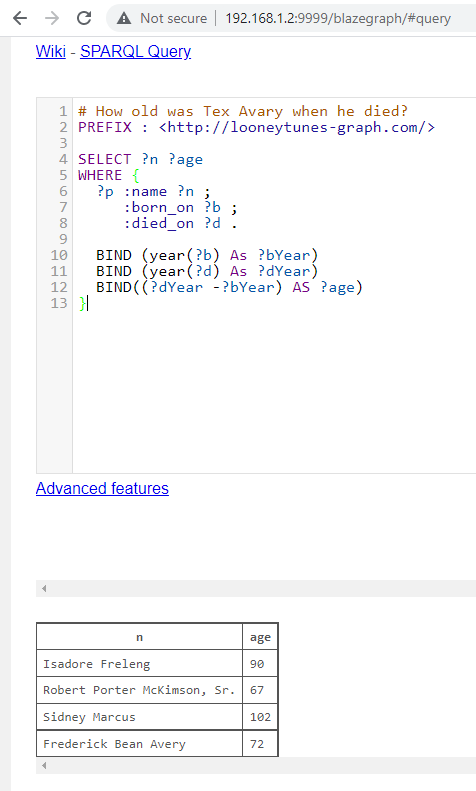 Not secure | 192.168.1.2:9999/blazegraph/#query
Wiki - SPARQL Query
1 # How old was Tex Avary when he died?
2 PREFIX : <http://looneytunes-graph.com/>
3
4 SELECT ?n ?age
5 WHERE {
6 ?p :name ?n ;
7 :born_on ?b ;
8 :died_on ?d .
9
10 BIND (year(?b) As ?bYear)
11 BIND (year(?d) As ?dYear)
12 BIND((?dYear -?bYear) AS ?age)
13 }
Advanced features
n age
Isadore Freleng 90
Robert Porter McKimson, Sr. 67
Sidney Marcus 102
Frederick Bean Avery 72